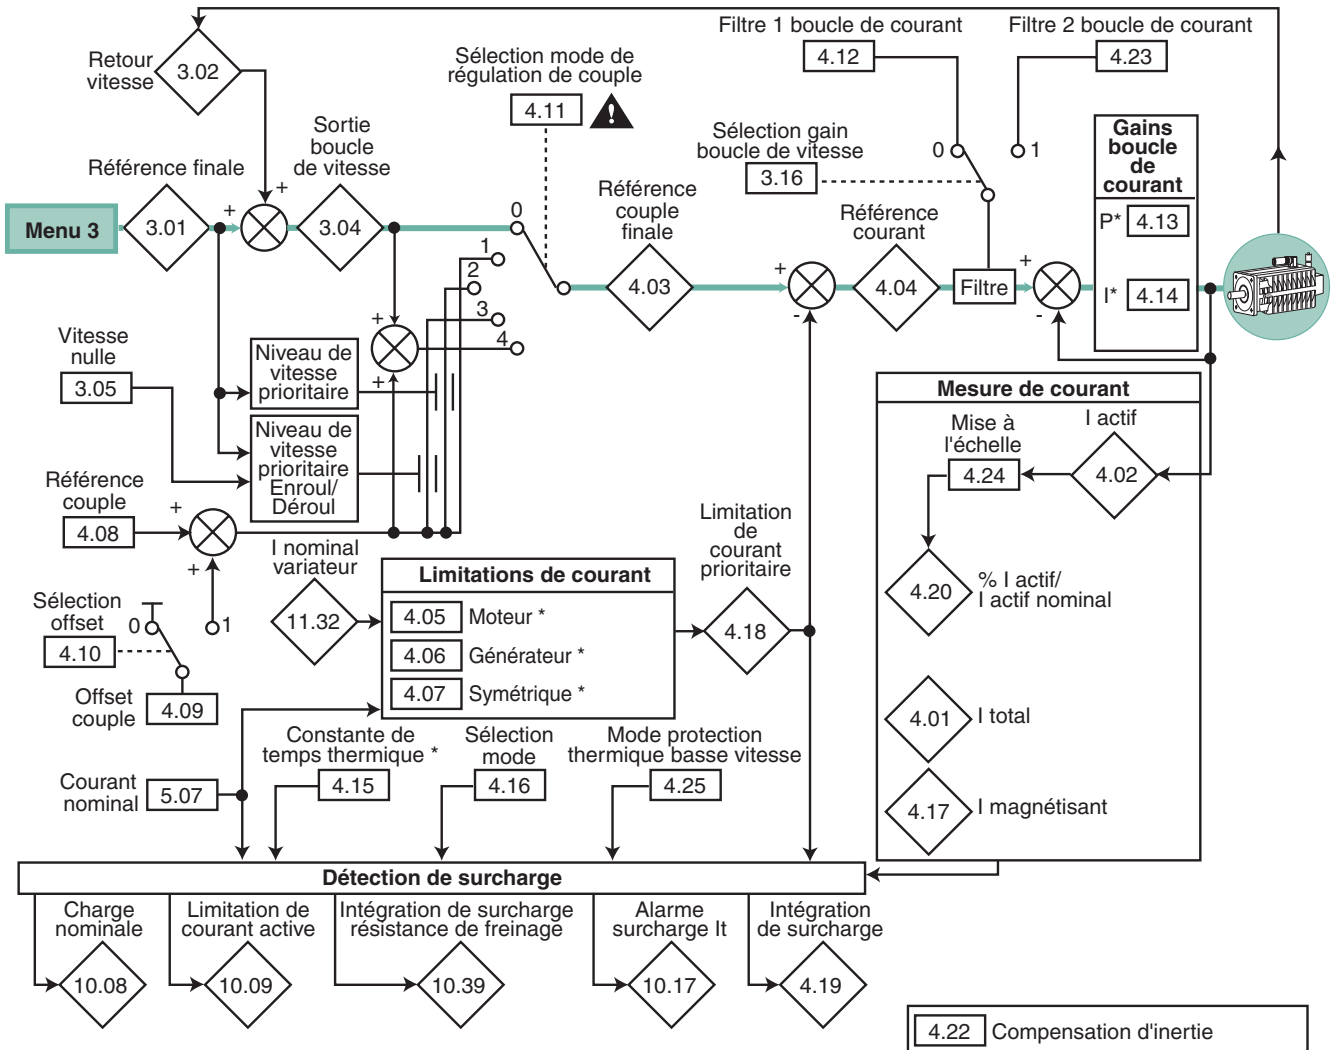 Retour
vitesse
3.02
Sélection mode de
régulation de couple
4.11
Filtre 1 boucle de courant
4.12
Filtre 2 boucle de courant
4.23
Référence finale
Menu 3
3.01
+
+
Sortie
boucle
de vitesse
3.04
0
1
2
3
4
Référence
couple
finale
4.03
Sélection gain
boucle de vitesse
3.16
0
1
+
-
Référence
courant
4.04
Filtre
+
-
Gains
boucle
de
courant
P* 4.13
I* 4.14
Vitesse
nulle
3.05
Niveau de
vitesse
prioritaire
Niveau de
vitesse
prioritaire
Enroul/
Déroul
+
+
Référence
couple
4.08
+
+
Sélection
offset
4.10
0
1
Offset
couple
4.09
I nominal
variateur
11.32
Limitations de courant
4.05 Moteur *
4.06 Générateur *
4.07 Symétrique *
Limitation
de
courant
prioritaire
4.18
Mesure de courant
I actif
4.02
Mise à
l'échelle
4.24
4.20
% I actif/
I actif nominal
4.01
I total
4.17
I magnétisant
Courant
nominal
5.07
Constante de
temps thermique *
4.15
Sélection
mode
4.16
Mode protection
thermique basse vitesse
4.25
Détection de surcharge
Charge
nominale
10.08
Limitation de
courant active
10.09
Intégration de surcharge
résistance de freinage
10.39
Alarme
surcharge It
10.17
Intégration
de surcharge
4.19
4.22 Compensation d'inertie